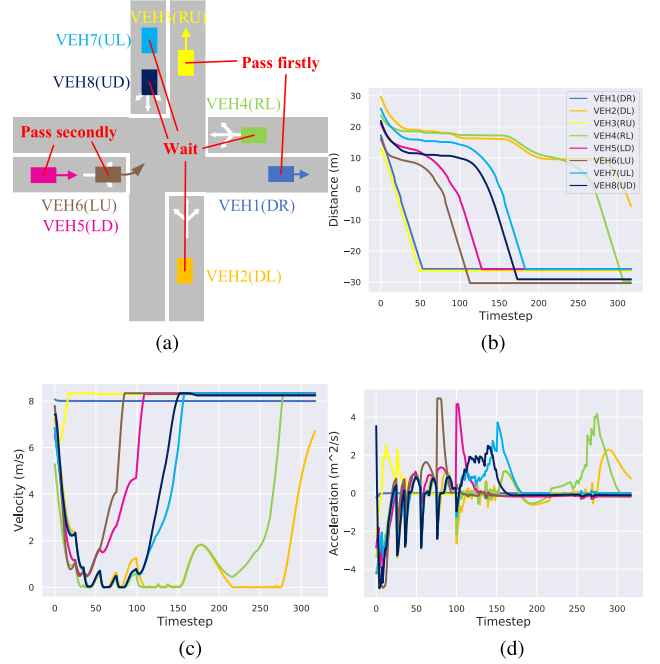 VEH3(RU)
VEH7(UL)
VEH8(UD)
Pass firstly
VEH4(RL)
Pass secondly
Wait
VEH6(LU)
VEH5(LD)
VEH1(DR)
VEH2(DL)
(a)
Distance (m)
30
20
10
0
−10
−20
−30
0 50 100 150 200 250 300
Timestep
VEH1(DR)
VEH2(DL)
VEH3(RU)
VEH4(RL)
VEH5(LD)
VEH6(LU)
VEH7(UL)
VEH8(UD)
(b)
Velocity (m/s)
8
6
4
2
0
0 50 100 150 200 250 300
Timestep
(c)
Acceleration (m^2/s)
4
2
0
−2
−4
0 50 100 150 200 250 300
Timestep
(d)